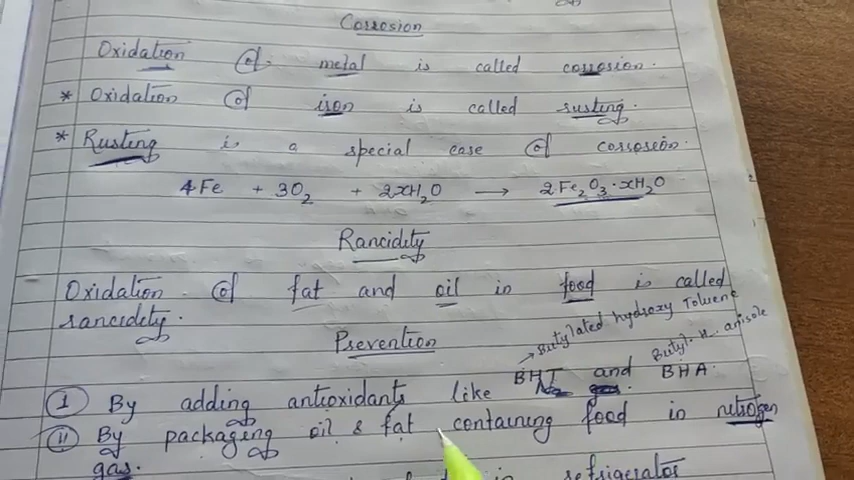 Corrosion
Oxidation of metal is called corrosion.
* Oxidation of iron is called rusting.
* Rusting is a special case of corrosion.
4Fe + 3O₂ + 2xH₂O → 2Fe₂O₃·xH₂O
Rancidity
Oxidation of fat and oil in food is called
rancidity.
Prevention
→ Butylated hydroxy Toluene
Butyl. H.. anisole
I By adding antioxidants like BHT and BHA.
II By packaging oil & fat containing food in nitrogen
gas.
in refrigerator